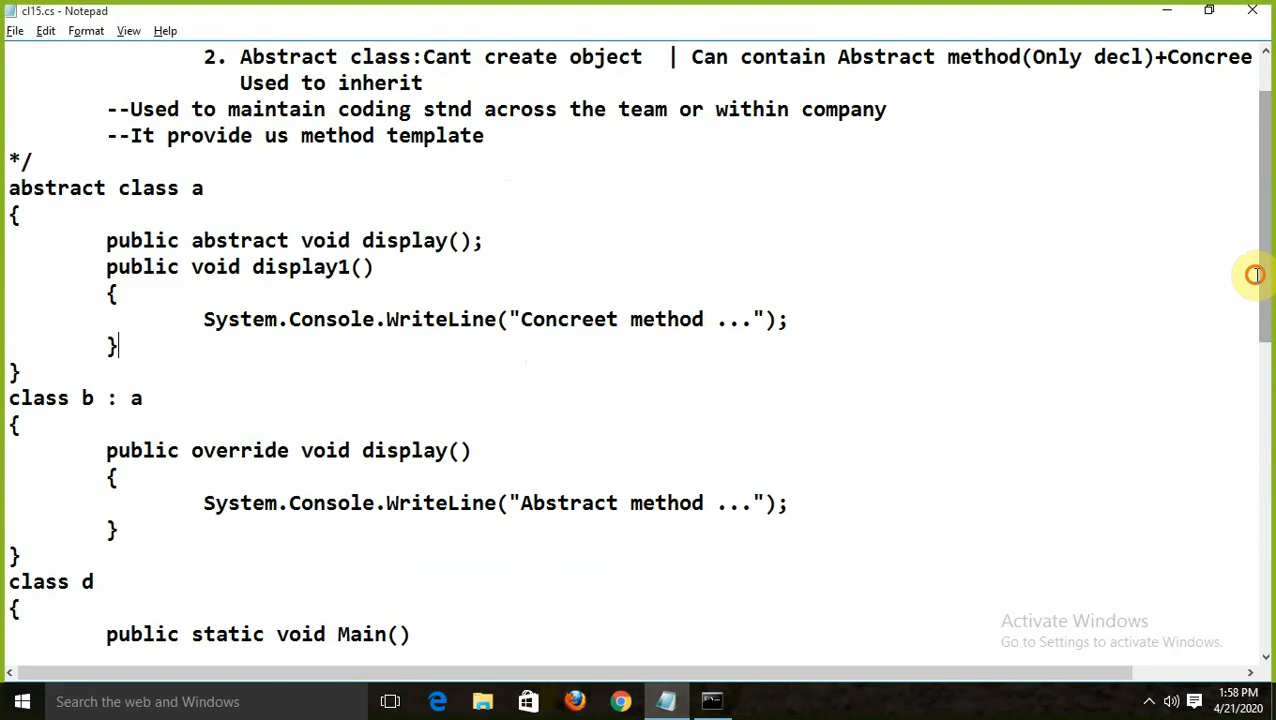 cl15.cs - Notepad
File Edit Format View Help
2. Abstract class:Cant create object | Can contain Abstract method(Only decl)+Concree
Used to inherit
--Used to maintain coding stnd across the team or within company
--It provide us method template
*/
abstract class a
{
public abstract void display();
public void display1()
{
System.Console.WriteLine("Concreet method ...");
}
}
class b : a
{
public override void display()
{
System.Console.WriteLine("Abstract method ...");
}
}
class d
{
public static void Main()
Activate Windows
Go to Settings to activate Windows.
Search the web and Windows
1:58 PM
4/21/2020